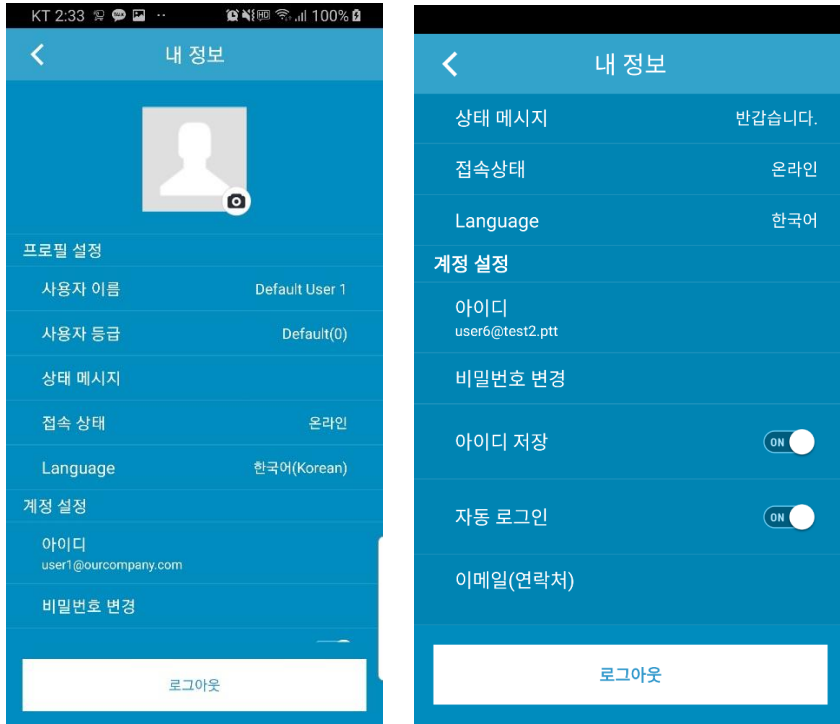 KT 2:33 100%
내 정보
프로필 설정
사용자 이름 Default User 1
사용자 등급 Default(0)
상태 메시지
접속 상태 온라인
Language 한국어(Korean)
계정 설정
아이디
user1@ourcompany.com
비밀번호 변경
로그아웃
내 정보
상태 메시지 반갑습니다.
접속상태 온라인
Language 한국어
계정 설정
아이디
user6@test2.ptt
비밀번호 변경
아이디 저장 ON
자동 로그인 ON
이메일(연락처)
로그아웃